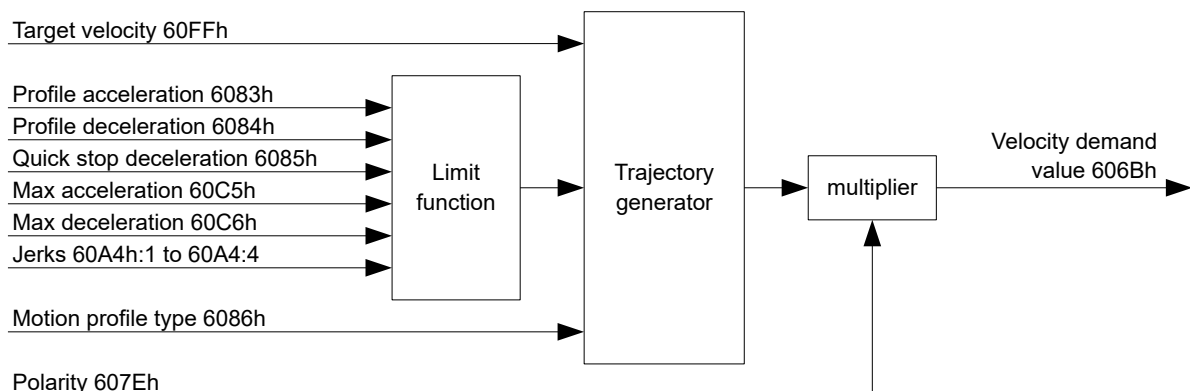 Target velocity 60FFh
Profile acceleration 6083h
Profile deceleration 6084h
Quick stop deceleration 6085h
Max acceleration 60C5h
Max deceleration 60C6h
Jerks 60A4h:1 to 60A4:4
Limit
function
Trajectory
generator
multiplier
Velocity demand
value 606Bh
Motion profile type 6086h
Polarity 607Eh